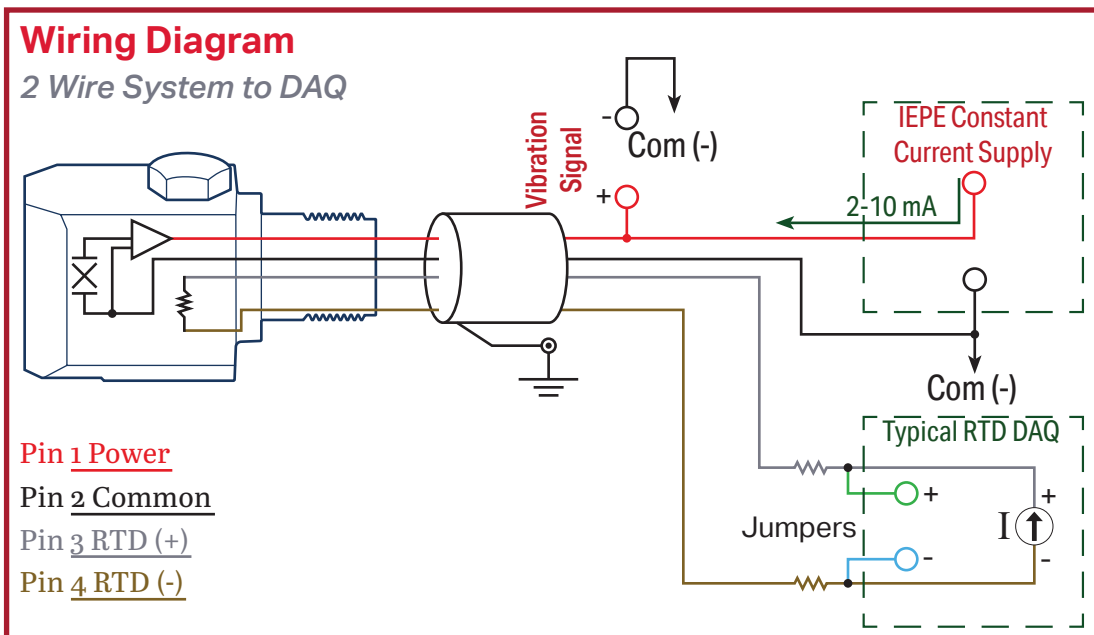 Wiring Diagram
2 Wire System to DAQ
Vibration
Signal
-
Com (-)
+
IEPE Constant
Current Supply
2-10 mA
Com (-)
Typical RTD DAQ
+
Jumpers
-
I
+
-
Pin 1 Power
Pin 2 Common
Pin 3 RTD (+)
Pin 4 RTD (-)